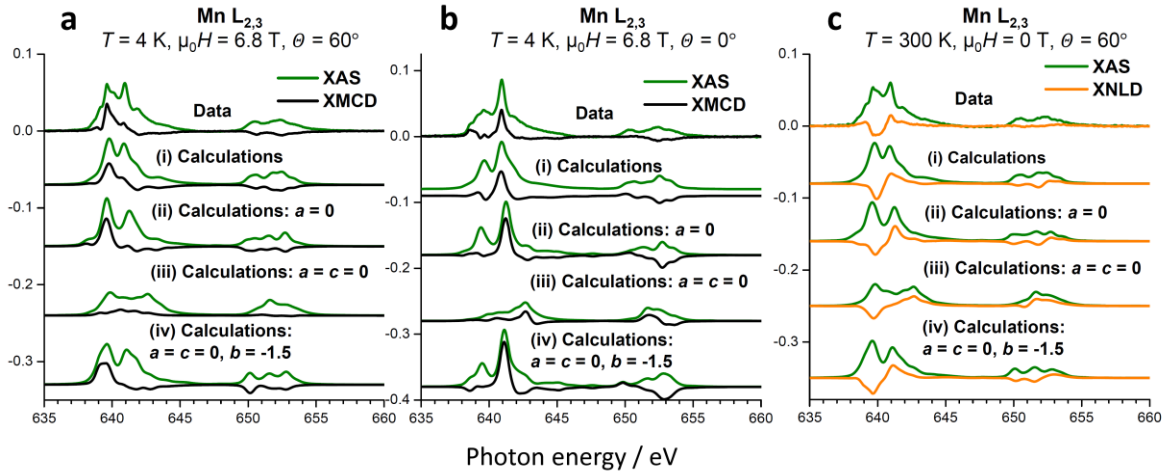 a
Mn L2,3
T = 4 K, μ0H = 6.8 T, Θ = 60°
XAS
XMCD
Data
(i) Calculations
(ii) Calculations: a = 0
(iii) Calculations: a = c = 0
(iv) Calculations:
a = c = 0, b = -1.5
0.1
0.0
-0.1
-0.2
-0.3
635 640 645 650 655 660
b
Mn L2,3
T = 4 K, μ0H = 6.8 T, Θ = 0°
XAS
XMCD
Data
(i) Calculations
(ii) Calculations: a = 0
(iii) Calculations: a = c = 0
(iv) Calculations:
a = c = 0, b = -1.5
0.1
0.0
-0.1
-0.2
-0.3
0.4
635 640 645 650 655 660
c
Mn L2,3
T = 300 K, μ0H = 0 T, Θ = 60°
XAS
XNLD
Data
(i) Calculations
(ii) Calculations: a = 0
(iii) Calculations: a = c = 0
(iv) Calculations:
a = c = 0, b = -1.5
0.1
0.0
-0.1
-0.2
-0.3
635 640 645 650 655 660
Photon energy / eV